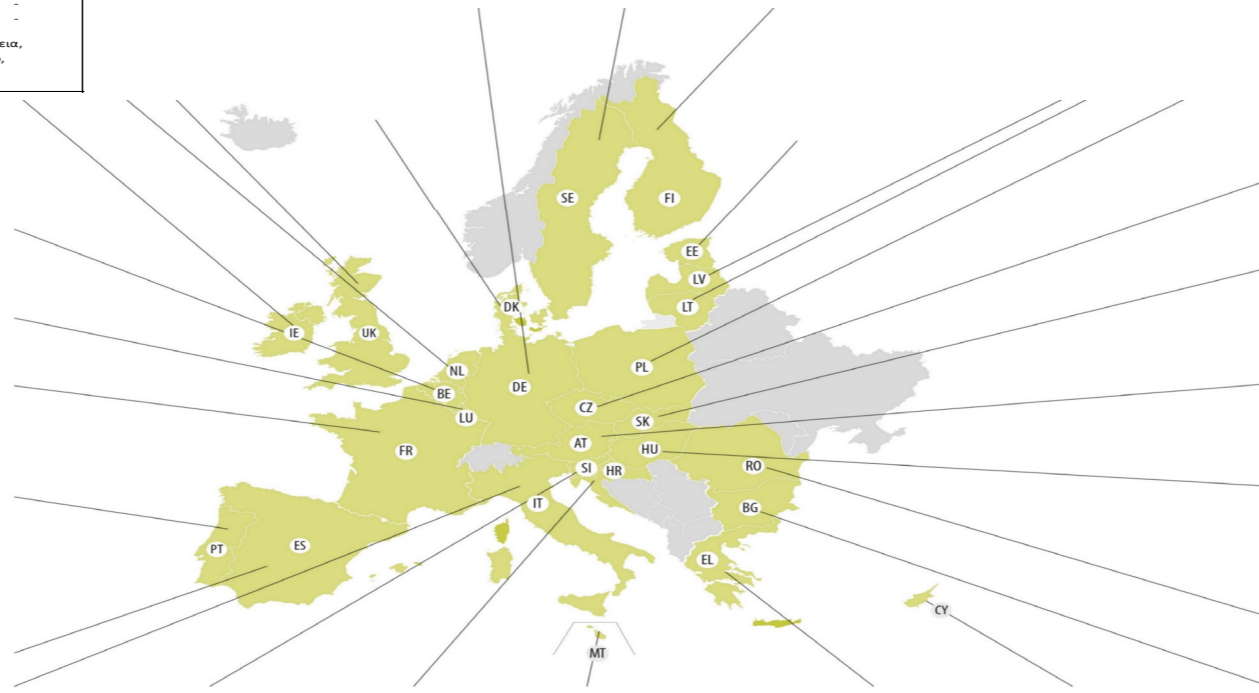 -
-
εια,
SE
FI
EE
LV
LT
DK
IE
UK
NL
BE
LU
DE
PL
CZ
SK
FR
AT
HU
SI
HR
RO
IT
BG
PT
ES
EL
CY
MT